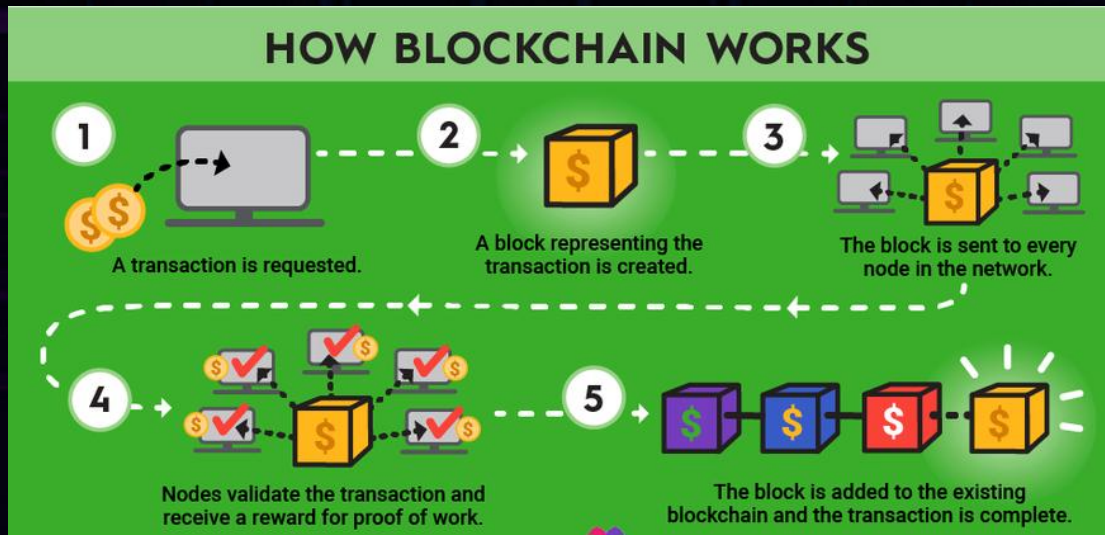 HOW BLOCKCHAIN WORKS
1
A transaction is requested.
2
$
A block representing the
transaction is created.
3
$
The block is sent to every
node in the network.
4
$
Nodes validate the transaction and
receive a reward for proof of work.
5
$ $ $ $
The block is added to the existing
blockchain and the transaction is complete.